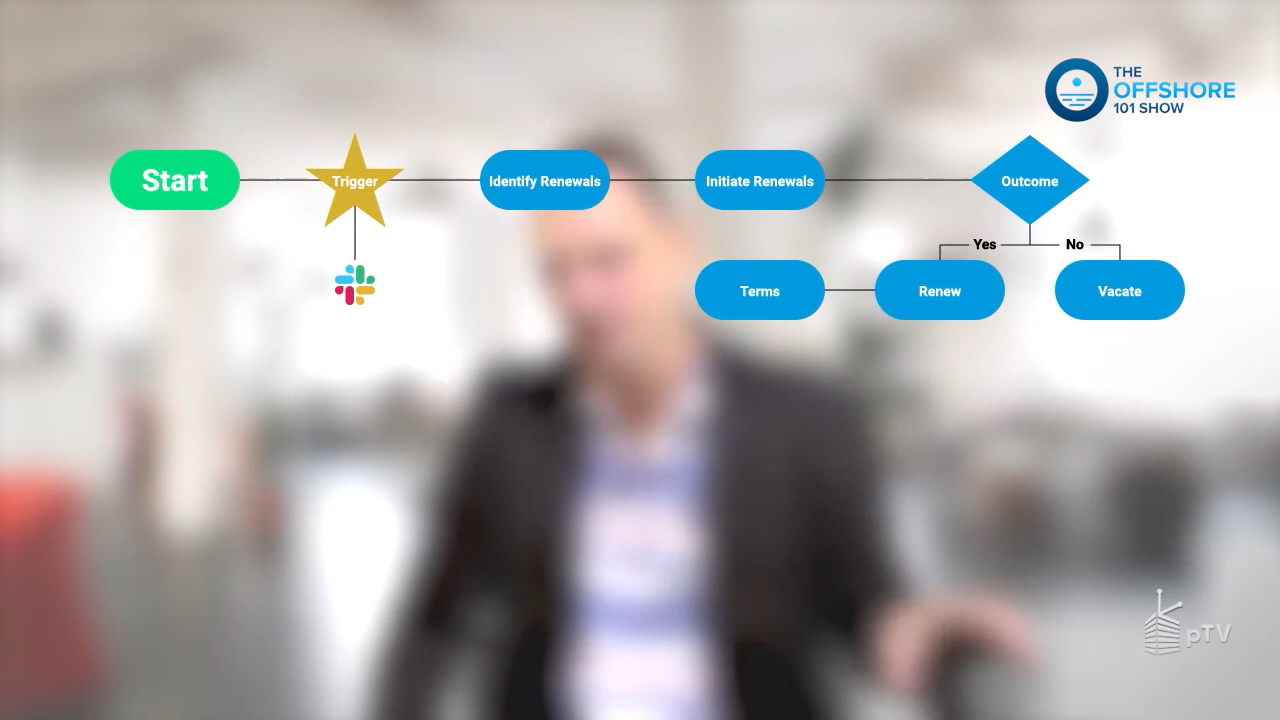 THE
OFFSHORE
101 SHOW
Start
Trigger
Identify Renewals
Initiate Renewals
Outcome
Yes
No
Terms
Renew
Vacate
pTV